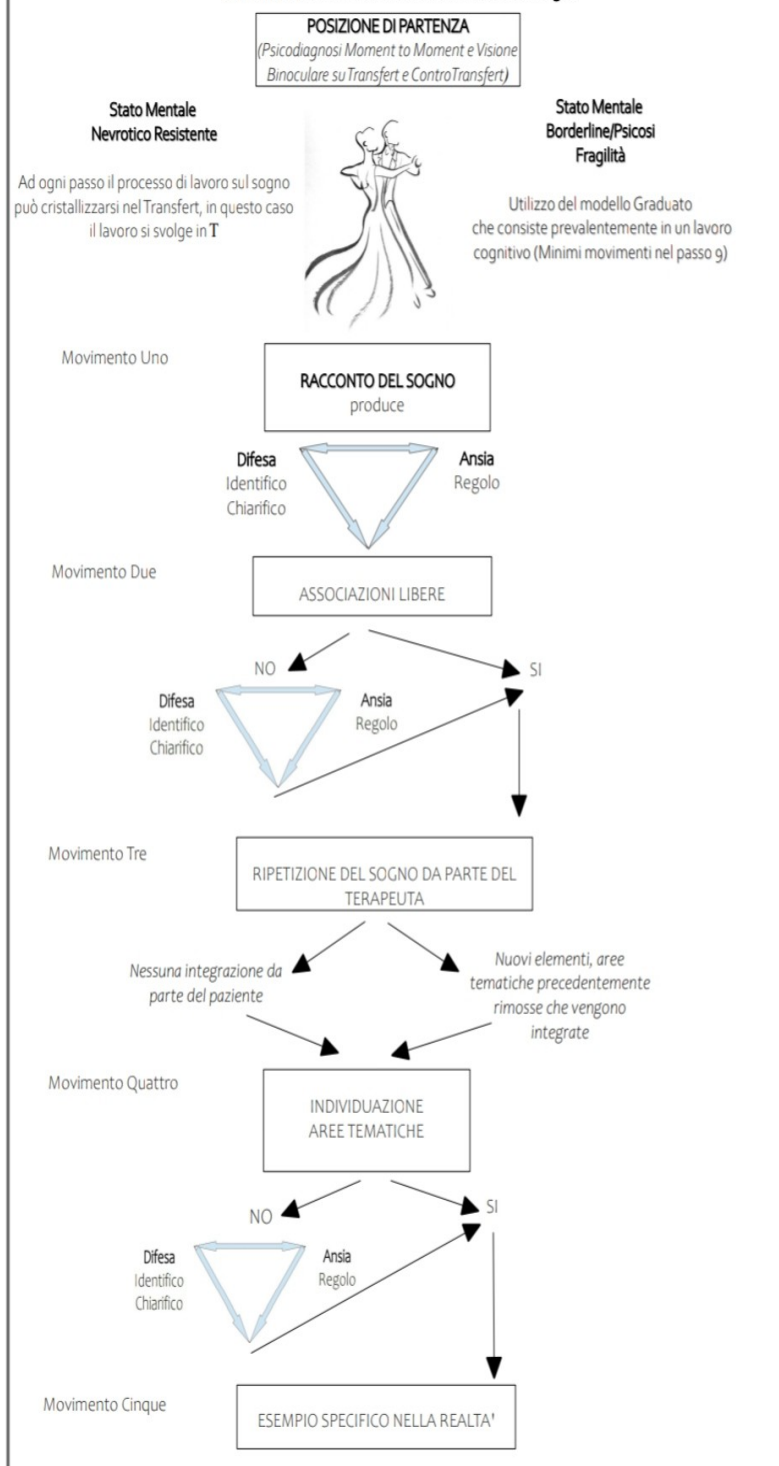 POSIZIONE DI PARTENZA
(Psicodiagnosi Moment to Moment e Visione
Binoculare su Transfert e ControTransfert)
Stato Mentale
Nevrotico Resistente
Ad ogni passo il processo di lavoro sul sogno
può cristallizzarsi nel Transfert, in questo caso
il lavoro si svolge in T
Stato Mentale
Borderline/Psicosi
Fragilità
Utilizzo del modello Graduato
che consiste prevalentemente in un lavoro
cognitivo (Minimi movimenti nel passo 9)
Movimento Uno
RACCONTO DEL SOGNO
produce
Difesa
Identifico
Chiarifico
Ansia
Regolo
Movimento Due
ASSOCIAZIONI LIBERE
NO
SI
Difesa
Identifico
Chiarifico
Ansia
Regolo
Movimento Tre
RIPETIZIONE DEL SOGNO DA PARTE DEL
TERAPEUTA
Nessuna integrazione da
parte del paziente
Nuovi elementi, aree
tematiche precedentemente
rimosse che vengono
integrate
Movimento Quattro
INDIVIDUAZIONE
AREE TEMATICHE
NO
SI
Difesa
Identifico
Chiarifico
Ansia
Regolo
Movimento Cinque
ESEMPIO SPECIFICO NELLA REALTA'